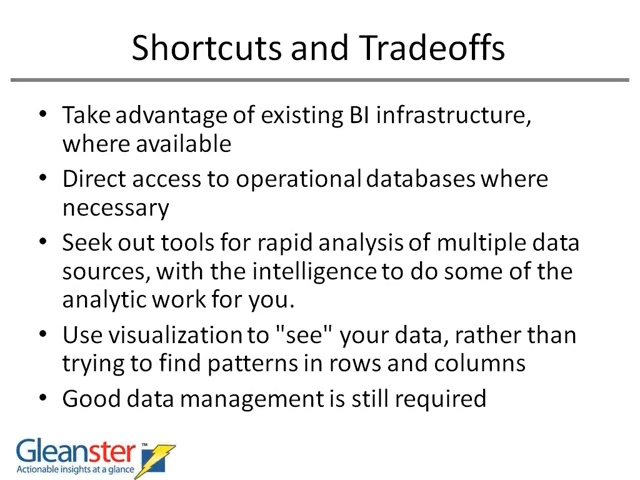 Shortcuts and Tradeoffs
• Take advantage of existing BI infrastructure,
where available
• Direct access to operational databases where
necessary
• Seek out tools for rapid analysis of multiple data
sources, with the intelligence to do some of the
analytic work for you.
• Use visualization to "see" your data, rather than
trying to find patterns in rows and columns
• Good data management is still required
Gleanster™
Actionable insights at a glance